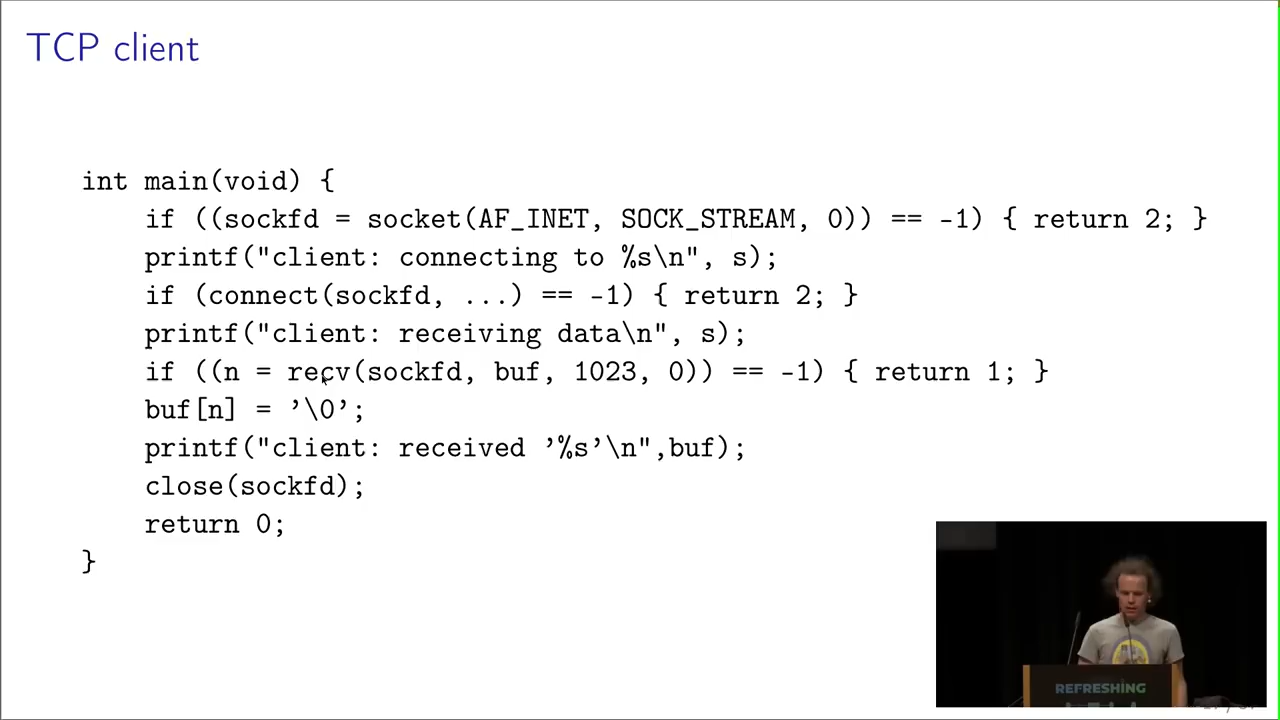 TCP client
int main(void) {
if ((sockfd = socket(AF_INET, SOCK_STREAM, 0)) == -1) { return 2; }
printf("client: connecting to %s\n", s);
if (connect(sockfd, ...) == -1) { return 2; }
printf("client: receiving data\n", s);
if ((n = recv(sockfd, buf, 1023, 0)) == -1) { return 1; }
buf[n] = ’\0’;
printf("client: received ’%s’\n",buf);
close(sockfd);
return 0;
}
REFRESHING